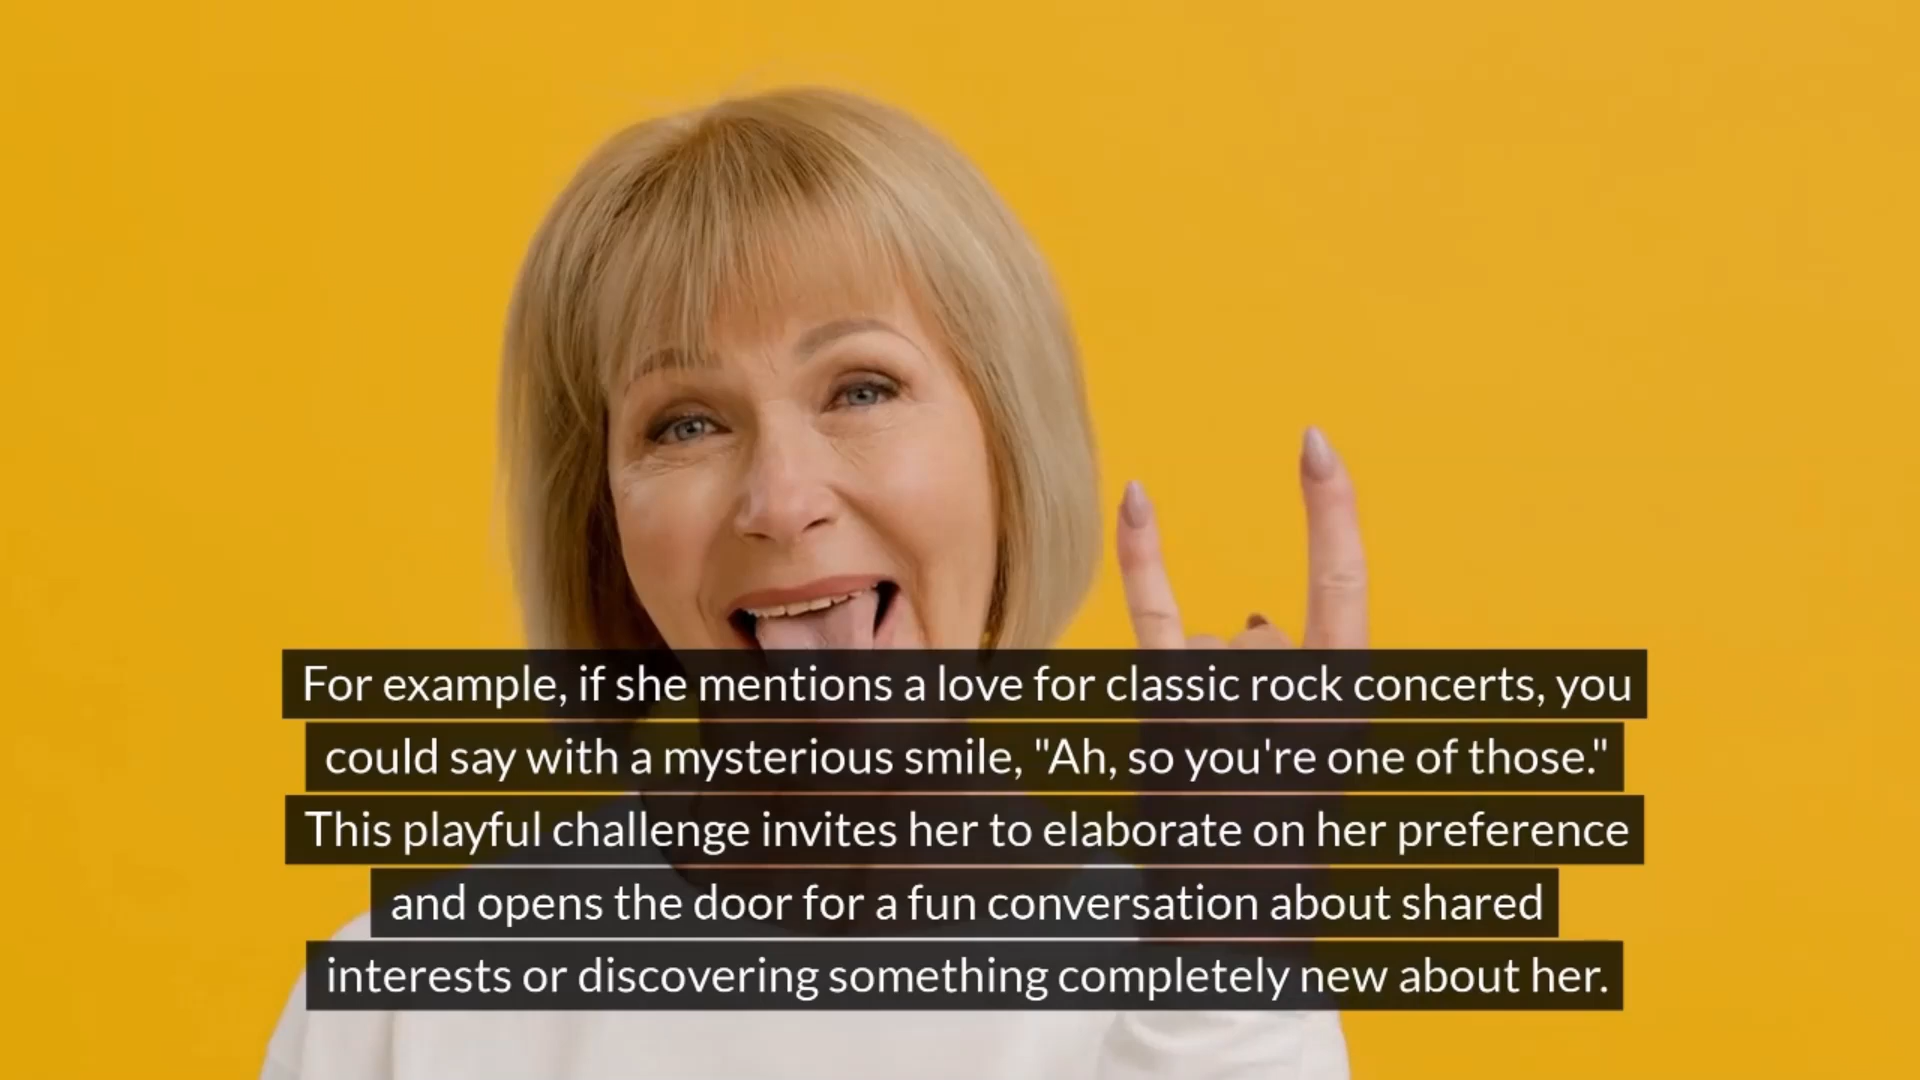 For example, if she mentions a love for classic rock concerts, you
could say with a mysterious smile, "Ah, so you're one of those."
This playful challenge invites her to elaborate on her preference
and opens the door for a fun conversation about shared
interests or discovering something completely new about her.